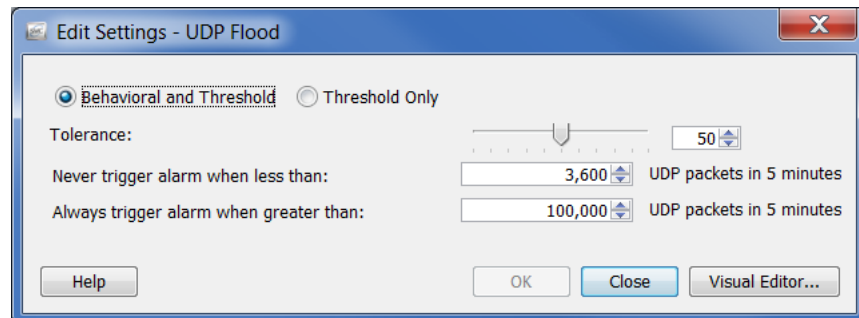 Edit Settings - UDP Flood
X
Behavioral and Threshold Threshold Only
Tolerance: 50
Never trigger alarm when less than: 3,600 UDP packets in 5 minutes
Always trigger alarm when greater than: 100,000 UDP packets in 5 minutes
Help OK Close Visual Editor...